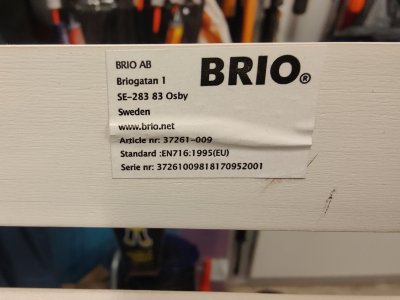 BRIO AB
BRIO®
Briogatan 1
SE-283 83 Osby
Sweden
www.brio.net
Article nr: 37261-009
Standard :EN716:1995(EU)
Serie nr: 37261009818170952001